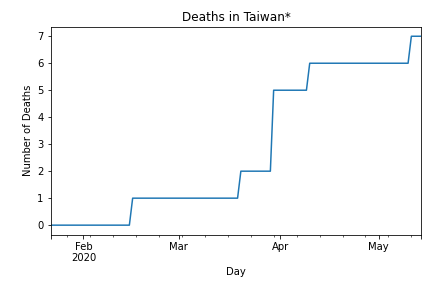 Deaths in Taiwan*
7
6
5
4
3
2
1
0
Number of Deaths
Feb
2020
Mar
Apr
May
Day